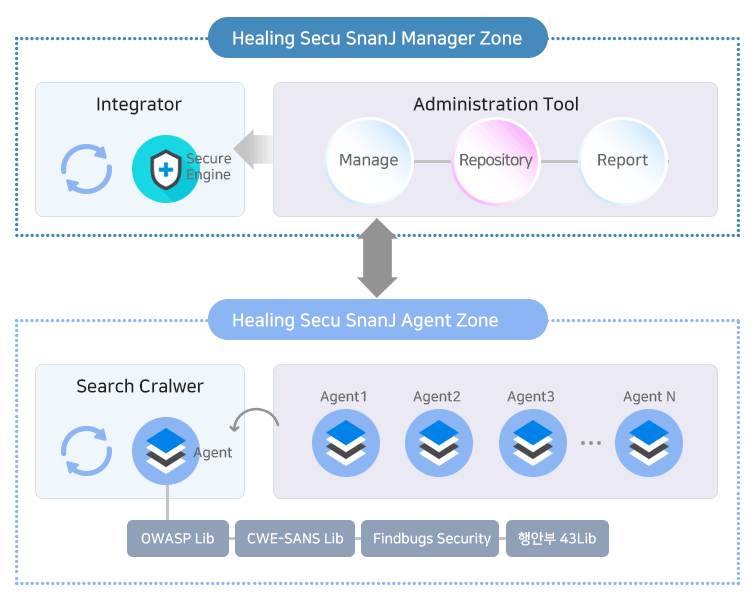 Healing Secu SnanJ Manager Zone
Integrator
Secure
Engine
Administration Tool
Manage
Repository
Report
Healing Secu SnanJ Agent Zone
Search Cralwer
Agent
Agent1
Agent2
Agent3
...
Agent N
OWASP Lib
CWE-SANS Lib
Findbugs Security
행안부 43Lib